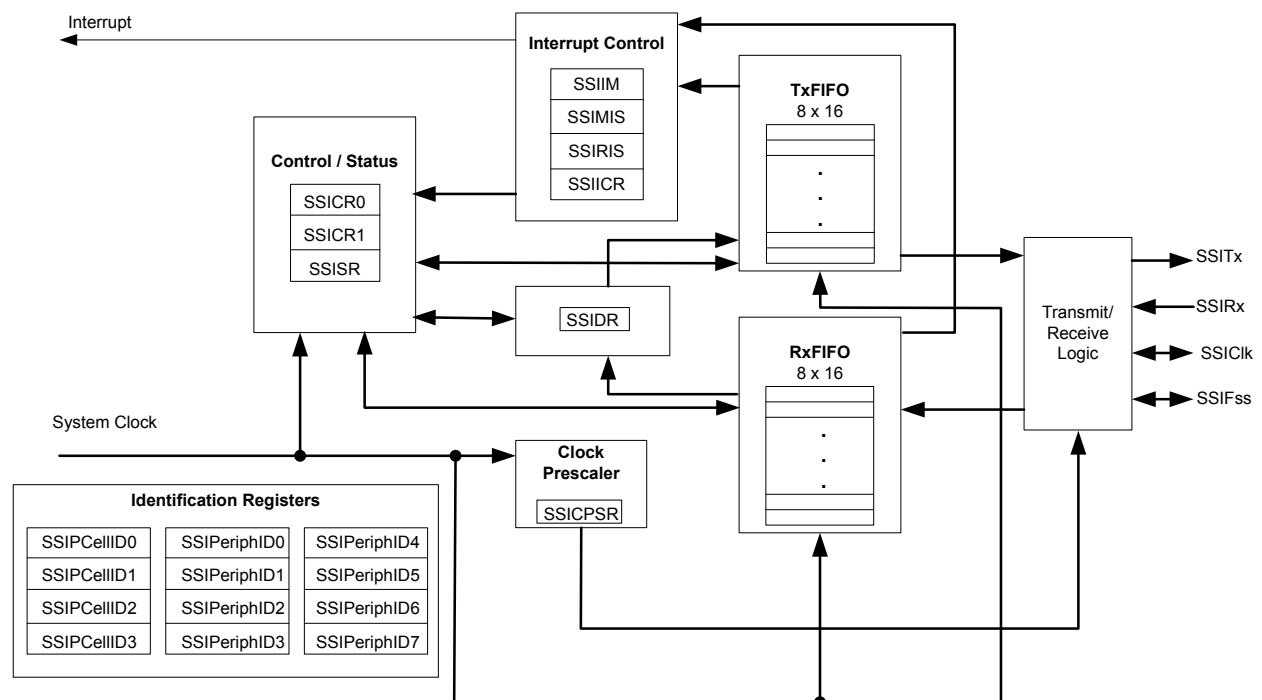 Interrupt
Interrupt Control
SSIIM
SSIMIS
SSIRIS
SSIICR
TxFIFO
8 x 16
.
.
.
Control / Status
SSICR0
SSICR1
SSISR
SSIDR
Transmit/
Receive
Logic
SSITx
SSIRx
SSIClk
SSIFss
RxFIFO
8 x 16
.
.
.
System Clock
Clock
Prescaler
SSICPSR
Identification Registers
SSIPCellID0 SSIPeriphID0 SSIPeriphID4
SSIPCellID1 SSIPeriphID1 SSIPeriphID5
SSIPCellID2 SSIPeriphID2 SSIPeriphID6
SSIPCellID3 SSIPeriphID3 SSIPeriphID7